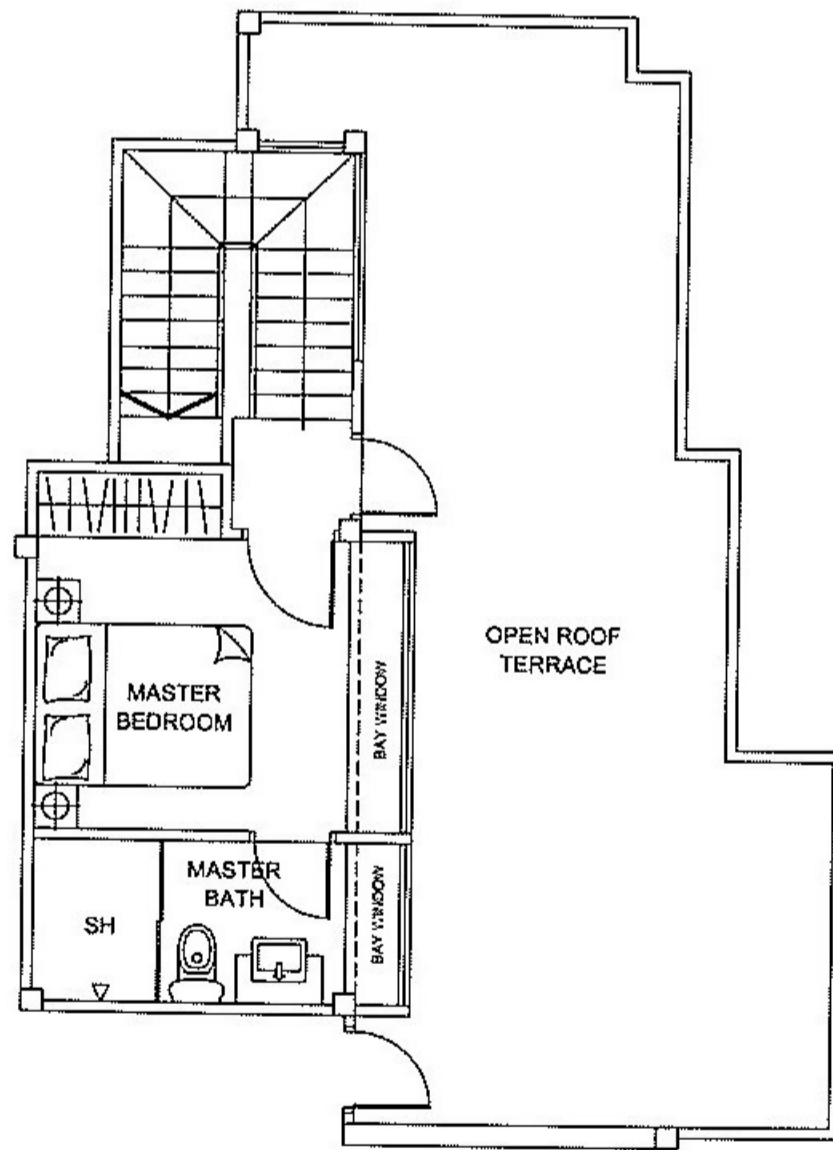 OPEN ROOF
TERRACE
MASTER
BEDROOM
BAY WINDOW
MASTER
BATH
SH
BAY WINDOW